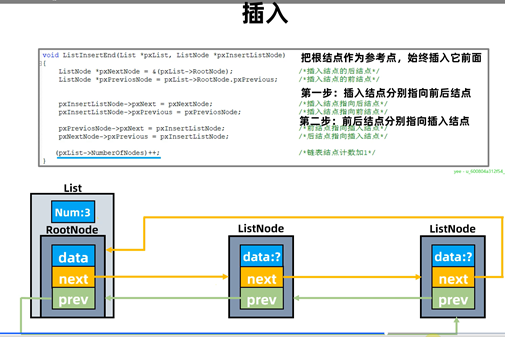 插入
void ListInsertEnd(List *pxList, ListNode *pxInsertListNode)
把根结点作为参考点，始终插入它前面
{
ListNode *pxNextNode = &(pxList->RootNode); /*插入结点的后结点*/
ListNode *pxPreviosNode = pxList->RootNode.pxPrevious; /*插入结点的前结点*/
第一步：插入结点分别指向前后结点
pxInsertListNode->pxNext = pxNextNode; /*插入结点指向后结点*/
pxInsertListNode->pxPrevious = pxPreviosNode; /*插入结点指向前结点*/
第二步：前后结点分别指向插入结点
pxPreviosNode->pxNext = pxInsertListNode; /*前结点指向插入结点*/
pxNextNode->pxPrevious = pxInsertListNode; /*后结点指向插入结点*/
(pxList->NumberOfNodes)++; /*链表结点计数加1*/
List
Num:3
RootNode
data
next
prev
ListNode
data:?
next
prev
ListNode
data:?
next
prev